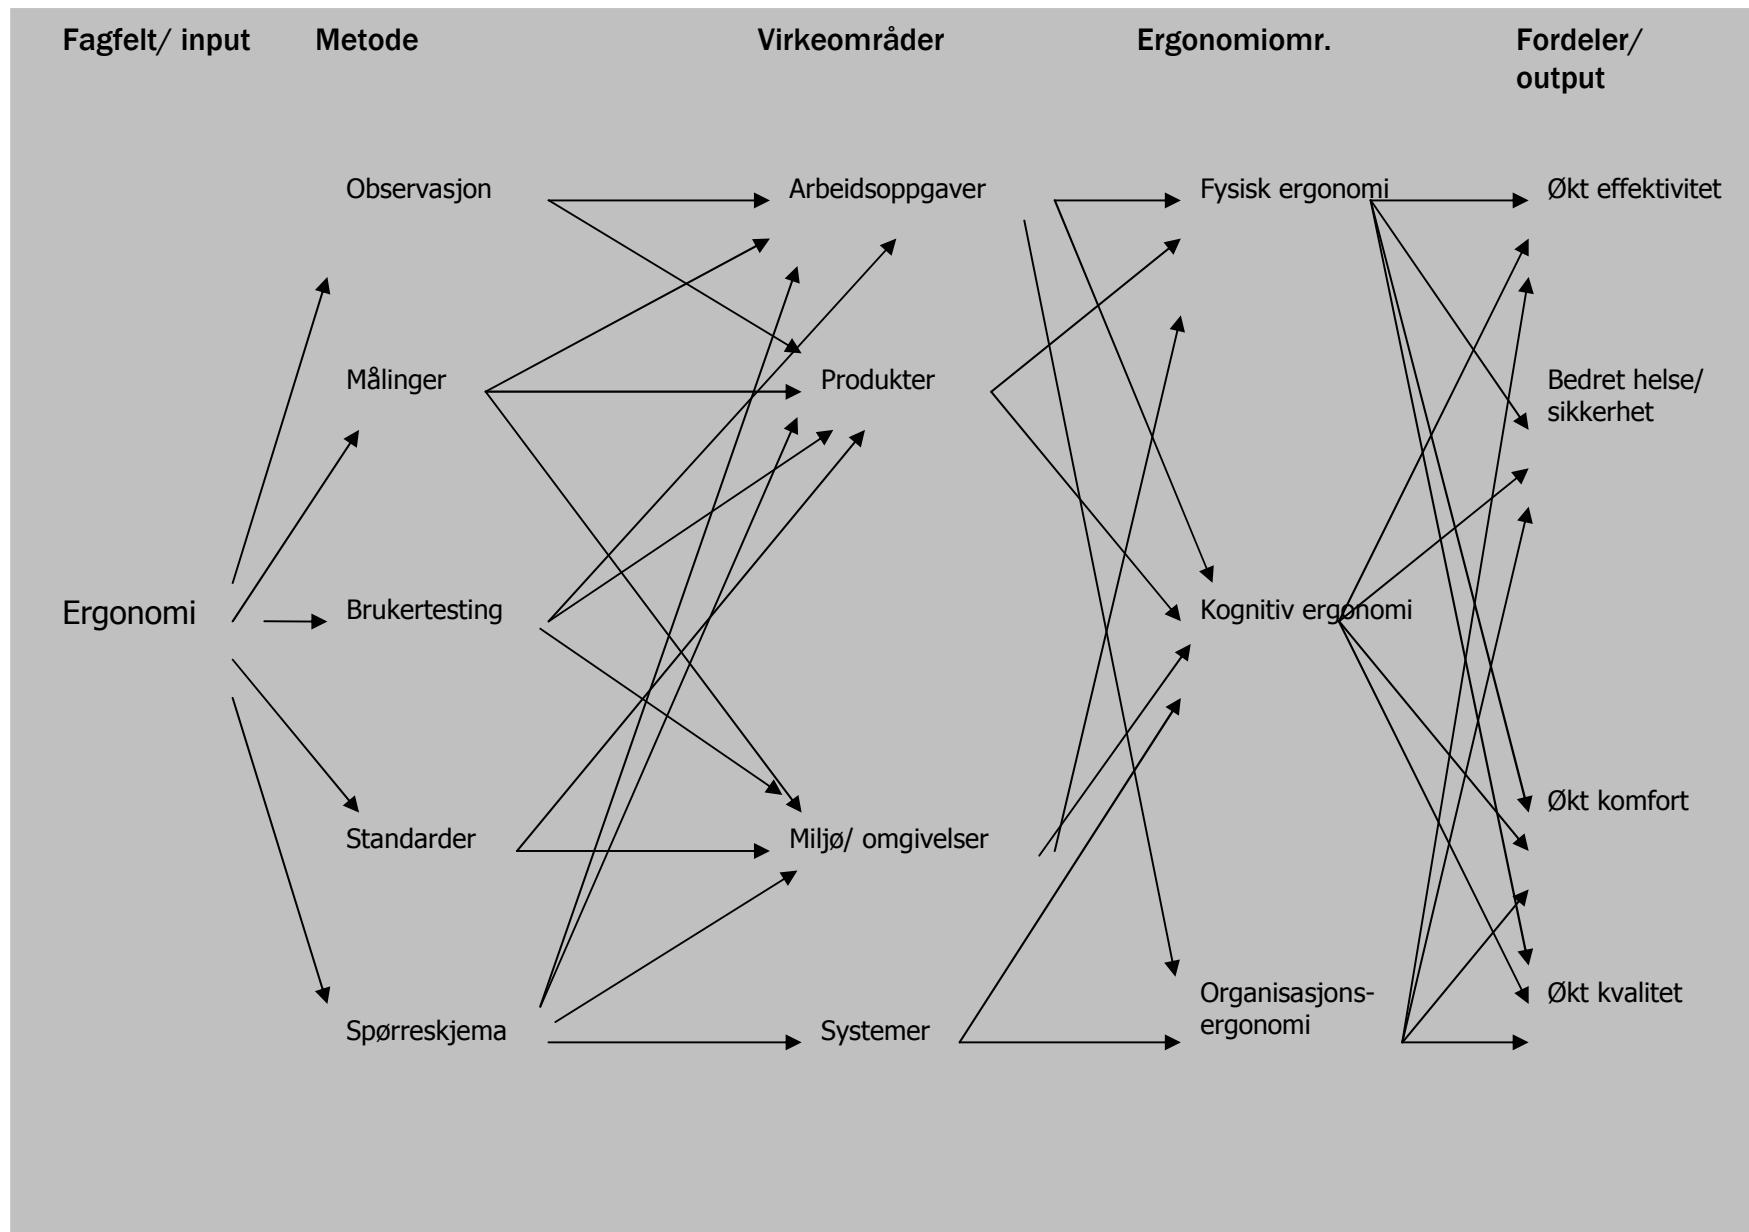 Fagfelt/ input Metode Virkeområder Ergonomiomr. Fordeler/
output
Observasjon Arbeidsoppgaver Fysisk ergonomi Økt effektivitet
Målinger Produkter Bedret helse/
sikkerhet
Ergonomi Brukertesting Kognitiv ergonomi
Økt komfort
Standarder Miljø/ omgivelser
Organisasjons-
ergonomi
Økt kvalitet
Spørreskjema Systemer